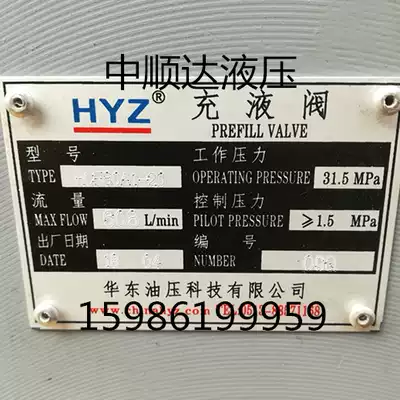 中顺达液压
HYZ® 充液阀
PREFILL VALVE
型号 工作压力
TYPE OPERATING PRESSURE 31.5 MPa
流量 控制压力
MAX FLOW L/min PILOT PRESSURE ≥1.5 MPa
出厂日期 编号
DATE NUMBER
华东油压科技有限公司
15986199959